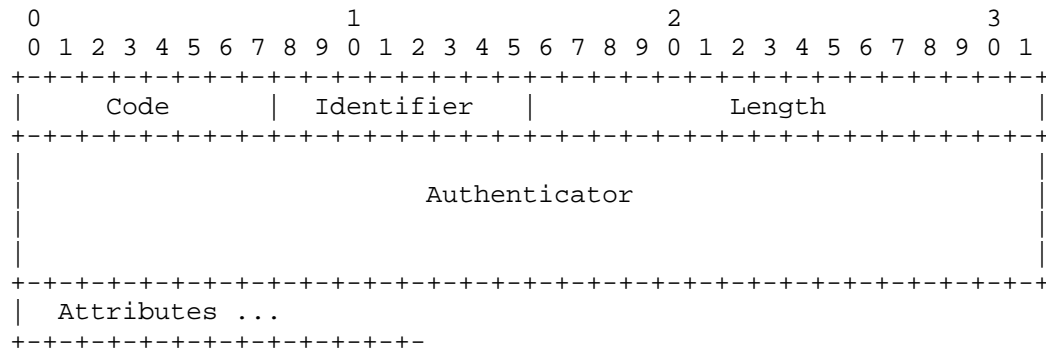 0                   1                   2                   3
0 1 2 3 4 5 6 7 8 9 0 1 2 3 4 5 6 7 8 9 0 1 2 3 4 5 6 7 8 9 0 1
+-+-+-+-+-+-+-+-+-+-+-+-+-+-+-+-+-+-+-+-+-+-+-+-+-+-+-+-+-+-+-+-+
|     Code      |  Identifier   |            Length             |
+-+-+-+-+-+-+-+-+-+-+-+-+-+-+-+-+-+-+-+-+-+-+-+-+-+-+-+-+-+-+-+-+
|                                                               |
|                         Authenticator                         |
|                                                               |
|                                                               |
+-+-+-+-+-+-+-+-+-+-+-+-+-+-+-+-+-+-+-+-+-+-+-+-+-+-+-+-+-+-+-+-+
|  Attributes ...
+-+-+-+-+-+-+-+-+-+-+-+-+-